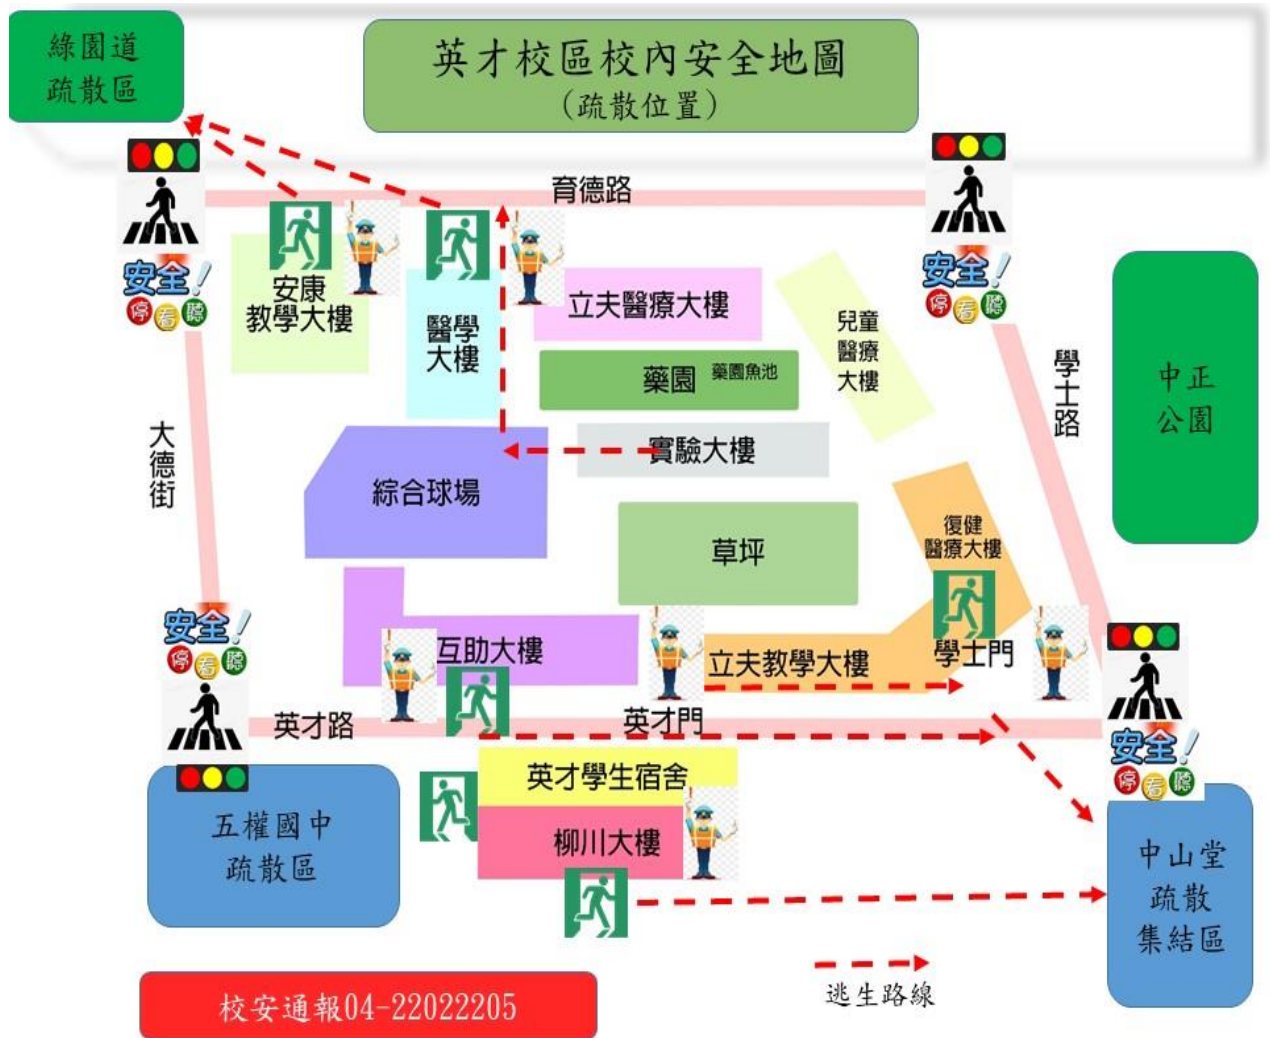 綠園道
疏散區
英才校區校內安全地圖
(疏散位置)
育德路
安全!
停看聽
安全!
停看聽
安康
教學大樓
醫學
大樓
立夫醫療大樓
兒童
醫療
大樓
藥園 藥園魚池
學士路
中正
公園
大德街
實驗大樓
綜合球場
草坪
復健
醫療大樓
安全!
停看聽
互助大樓
立夫教學大樓
學士門
英才路
英才門
安全!
停看聽
英才學生宿舍
柳川大樓
五權國中
疏散區
中山堂
疏散
集結區
逃生路線
校安通報04-22022205